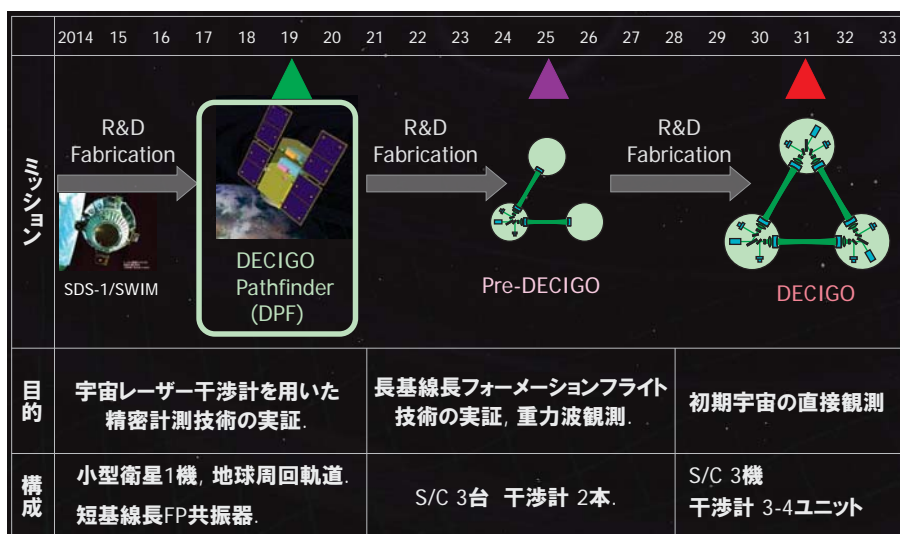 2014 15 16 17 18 19 20 21 22 23 24 25 26 27 28 29 30 31 32 33
ミッション
R&D
Fabrication
SDS-1/SWIM
DECIGO
Pathfinder
(DPF)
R&D
Fabrication
Pre-DECIGO
R&D
Fabrication
DECIGO
目的
宇宙レーザー干渉計を用いた
精密計測技術の実証.
長基線長フォーメーションフライト
技術の実証, 重力波観測.
初期宇宙の直接観測
構成
小型衛星1機, 地球周回軌道.
短基線長FP共振器.
S/C 3台 干渉計 2本.
S/C 3機
干渉計 3-4ユニット